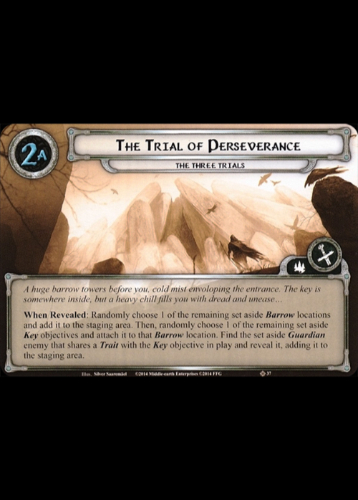 2A
THE TRIAL OF PERSEVERANCE
THE THREE TRIALS
A huge barrow towers before you, cold mist enveloping the entrance. The key is
somewhere inside, but a heavy chill fills you with dread and unease...
When Revealed: Randomly choose 1 of the remaining set aside Barrow locations
and add it to the staging area. Then, randomly choose 1 of the remaining set aside
Key objectives and attach it to that Barrow location. Find the set aside Guardian
enemy that shares a Trait with the Key objective in play and reveal it, adding it to
the staging area.
Illus. Silver Saaremäel ©2014 Middle-earth Enterprises ©2014 FFG 37